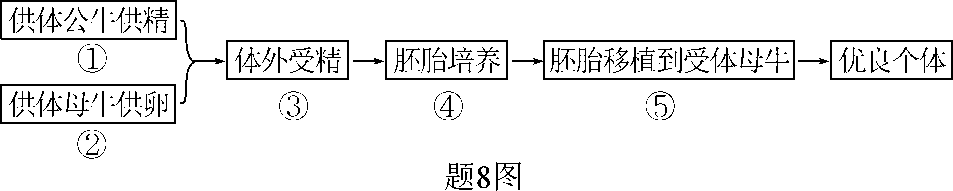 供体公牛供精
①
供体母牛供卵
②
体外受精
③
胚胎培养
④
胚胎移植到受体母牛
⑤
优良个体
题8图